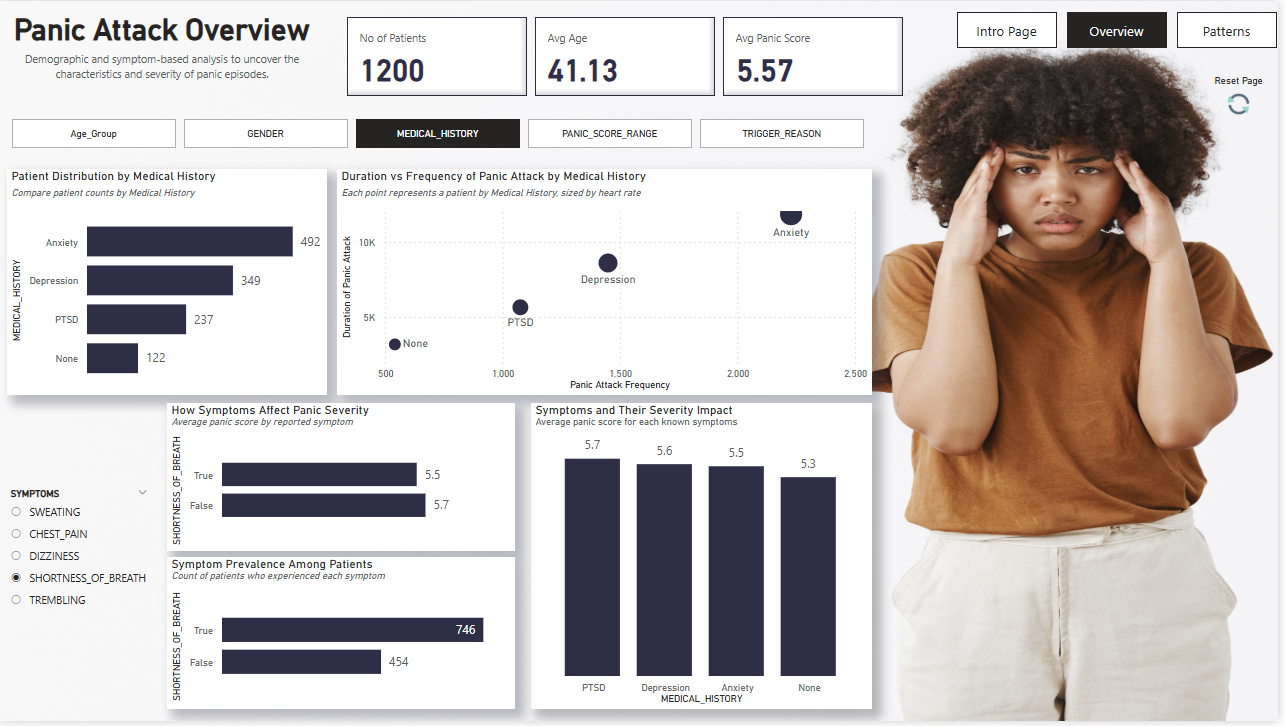 Panic Attack Overview
Demographic and symptom-based analysis to uncover the
characteristics and severity of panic episodes.
No of Patients
1200
Avg Age
41.13
Avg Panic Score
5.57
Intro Page
Overview
Patterns
Reset Page
Age_Group
GENDER
MEDICAL_HISTORY
PANIC_SCORE_RANGE
TRIGGER_REASON
Patient Distribution by Medical History
Compare patient counts by Medical History
MEDICAL_HISTORY
Anxiety 492
Depression 349
PTSD 237
None 122
Duration vs Frequency of Panic Attack by Medical History
Each point represents a patient by Medical History, sized by heart rate
Duration of Panic Attack
10K
5K
Anxiety
Depression
PTSD
None
500 1,000 1,500 2,000 2,500
Panic Attack Frequency
SYMPTOMS
SWEATING
CHEST_PAIN
DIZZINESS
SHORTNESS_OF_BREATH
TREMBLING
How Symptoms Affect Panic Severity
Average panic score by reported symptom
SHORTNESS_OF_BREATH
True 5.5
False 5.7
Symptom Prevalence Among Patients
Count of patients who experienced each symptom
SHORTNESS_OF_BREATH
True 746
False 454
Symptoms and Their Severity Impact
Average panic score for each known symptoms
5.7 5.6 5.5 5.3
PTSD Depression Anxiety None
MEDICAL_HISTORY